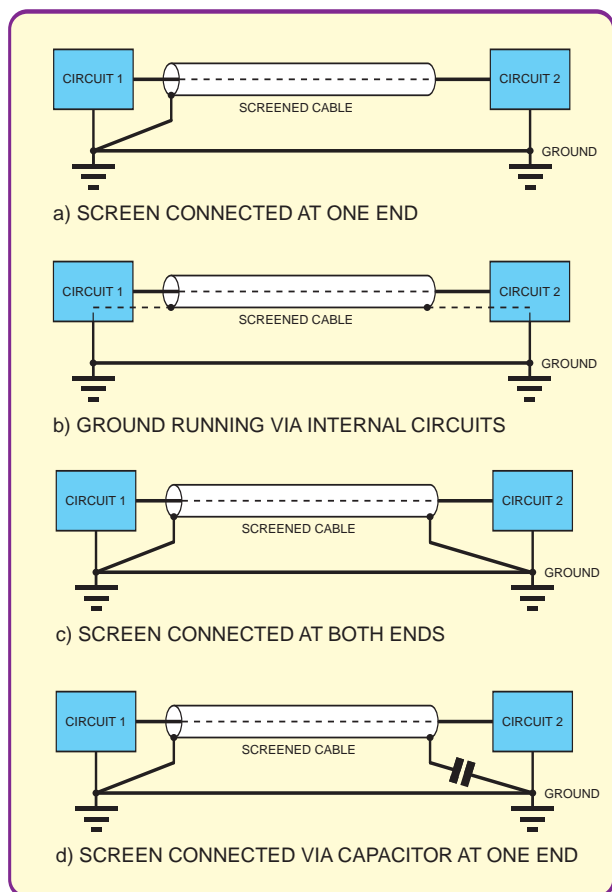 CIRCUIT 1
CIRCUIT 2
SCREENED CABLE
GROUND
a) SCREEN CONNECTED AT ONE END
CIRCUIT 1
CIRCUIT 2
SCREENED CABLE
GROUND
b) GROUND RUNNING VIA INTERNAL CIRCUITS
CIRCUIT 1
CIRCUIT 2
SCREENED CABLE
GROUND
c) SCREEN CONNECTED AT BOTH ENDS
CIRCUIT 1
CIRCUIT 2
SCREENED CABLE
GROUND
d) SCREEN CONNECTED VIA CAPACITOR AT ONE END